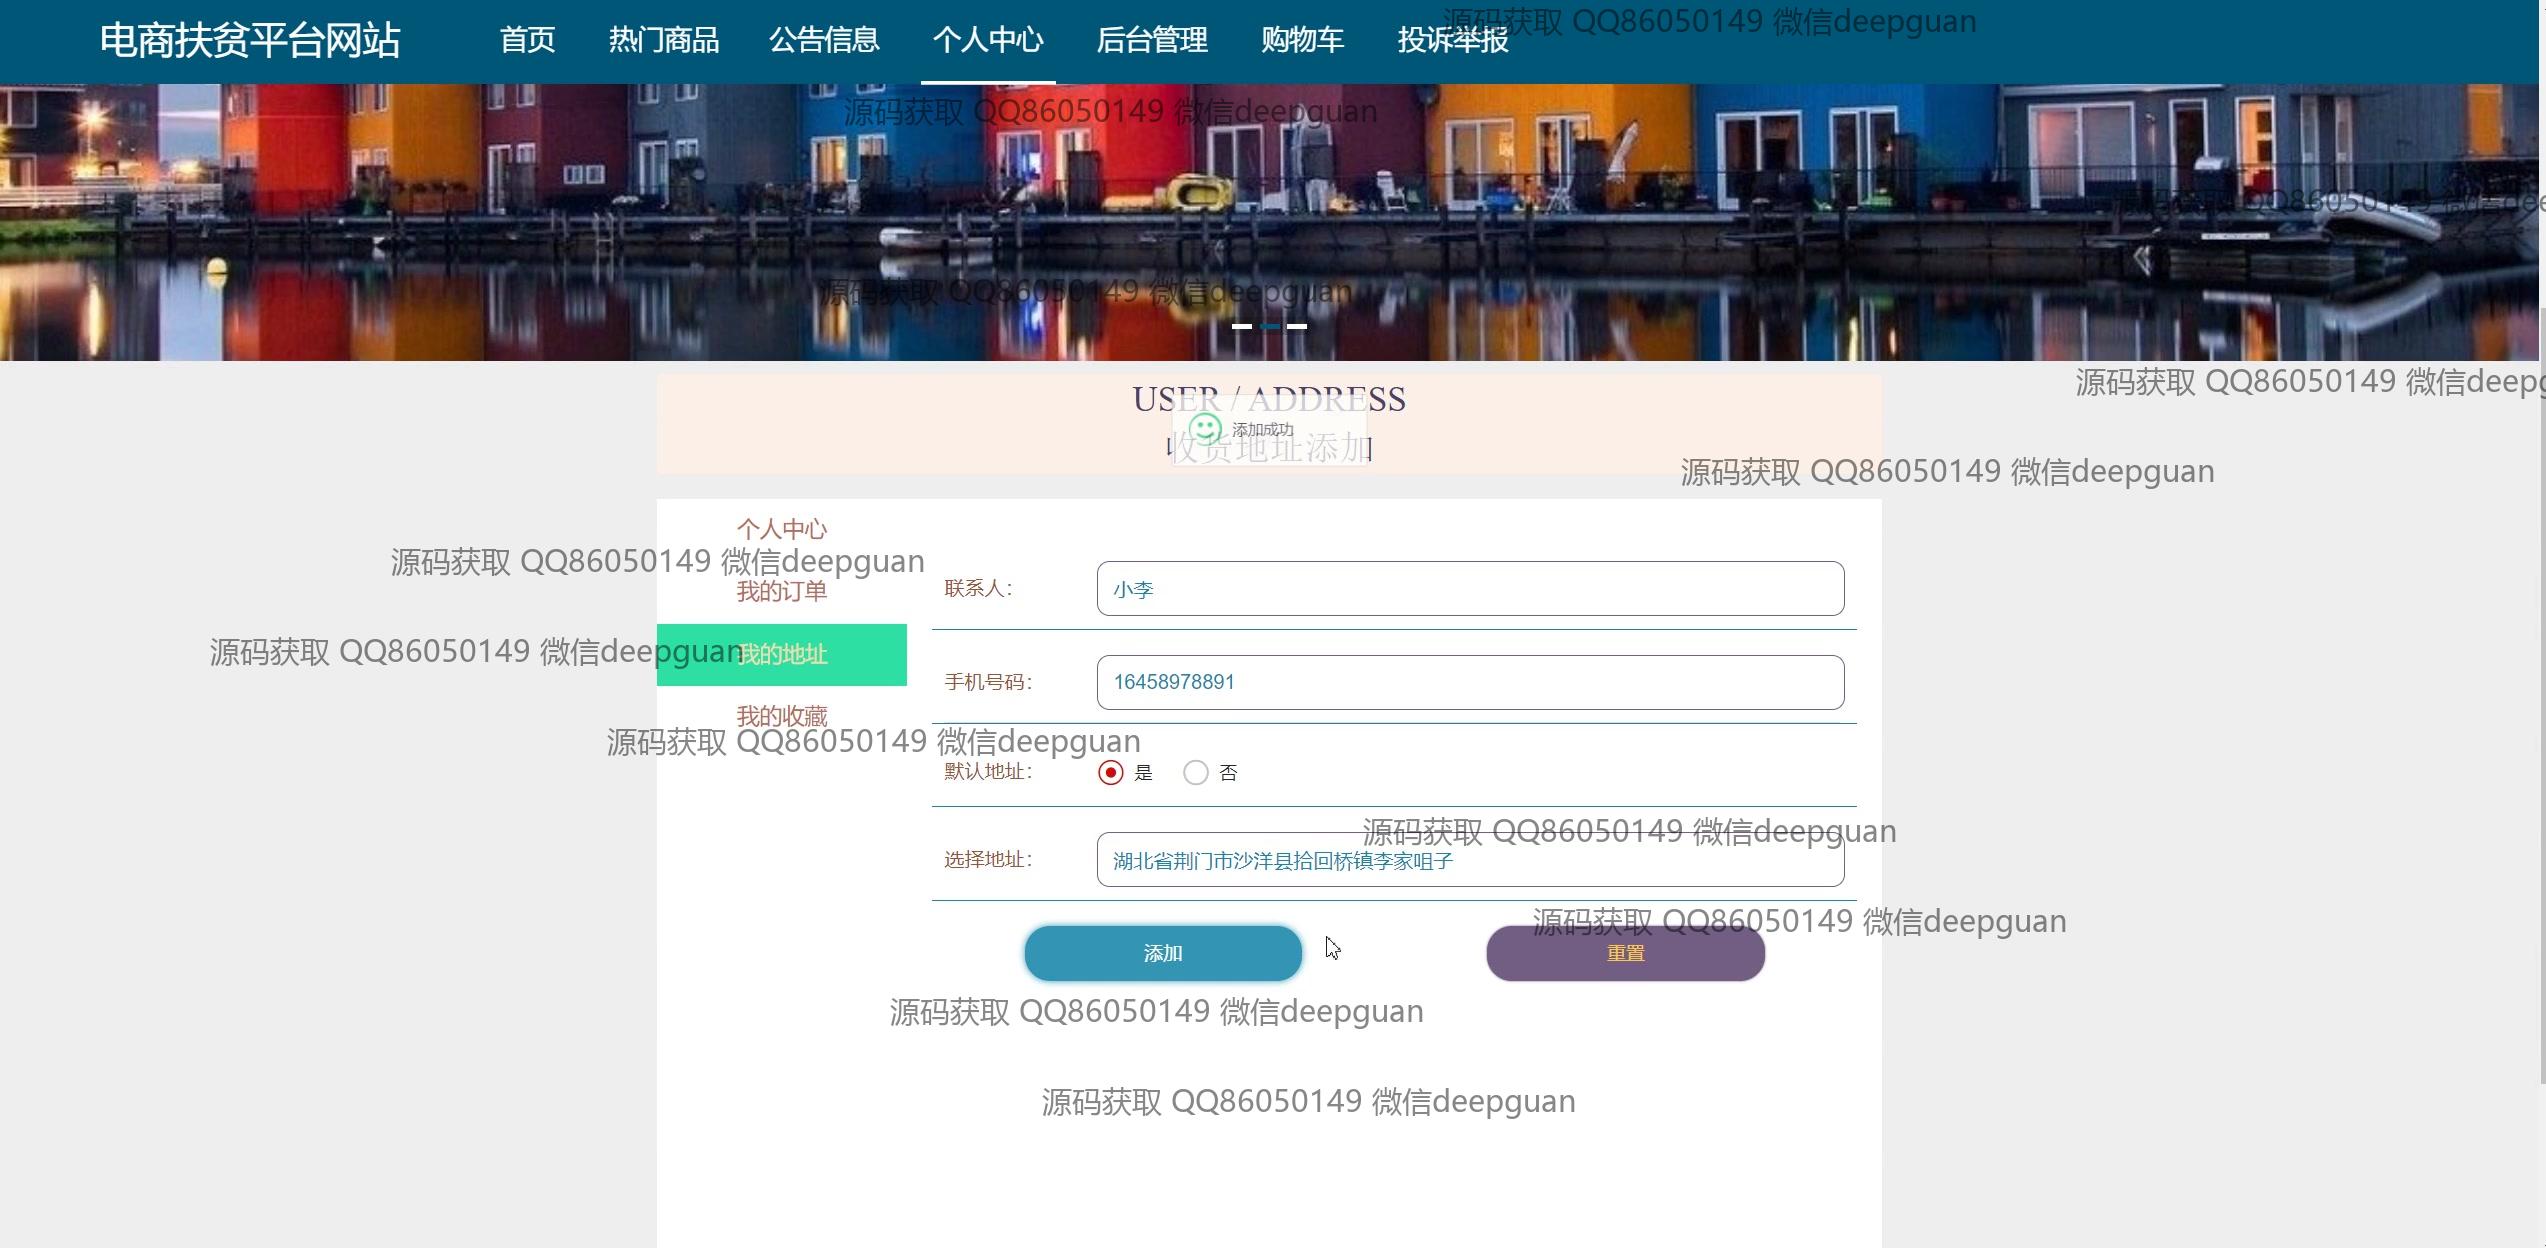 电商扶贫平台网站 首页 热门商品 公告信息 个人中心 后台管理 购物车 投诉举报
源码获取 QQ86050149 微信deepguan
源码获取 QQ86050149 微信deepguan
源码获取 QQ86050149 微信dee
源码获取 QQ86050149 微信deepguan
USER / ADDRESS
源码获取 QQ86050149 微信deepg
添加成功
收货地址添加
源码获取 QQ86050149 微信deepguan
个人中心
源码获取 QQ86050149 微信deepguan
我的订单
联系人： 小李
源码获取 QQ86050149 微信deepguan
我的地址
手机号码： 16458978891
我的收藏
源码获取 QQ86050149 微信deepguan
默认地址： 是 否
源码获取 QQ86050149 微信deepguan
选择地址： 湖北省荆门市沙洋县拾回桥镇李家咀子
源码获取 QQ86050149 微信deepguan
添加 重置
源码获取 QQ86050149 微信deepguan
源码获取 QQ86050149 微信deepguan